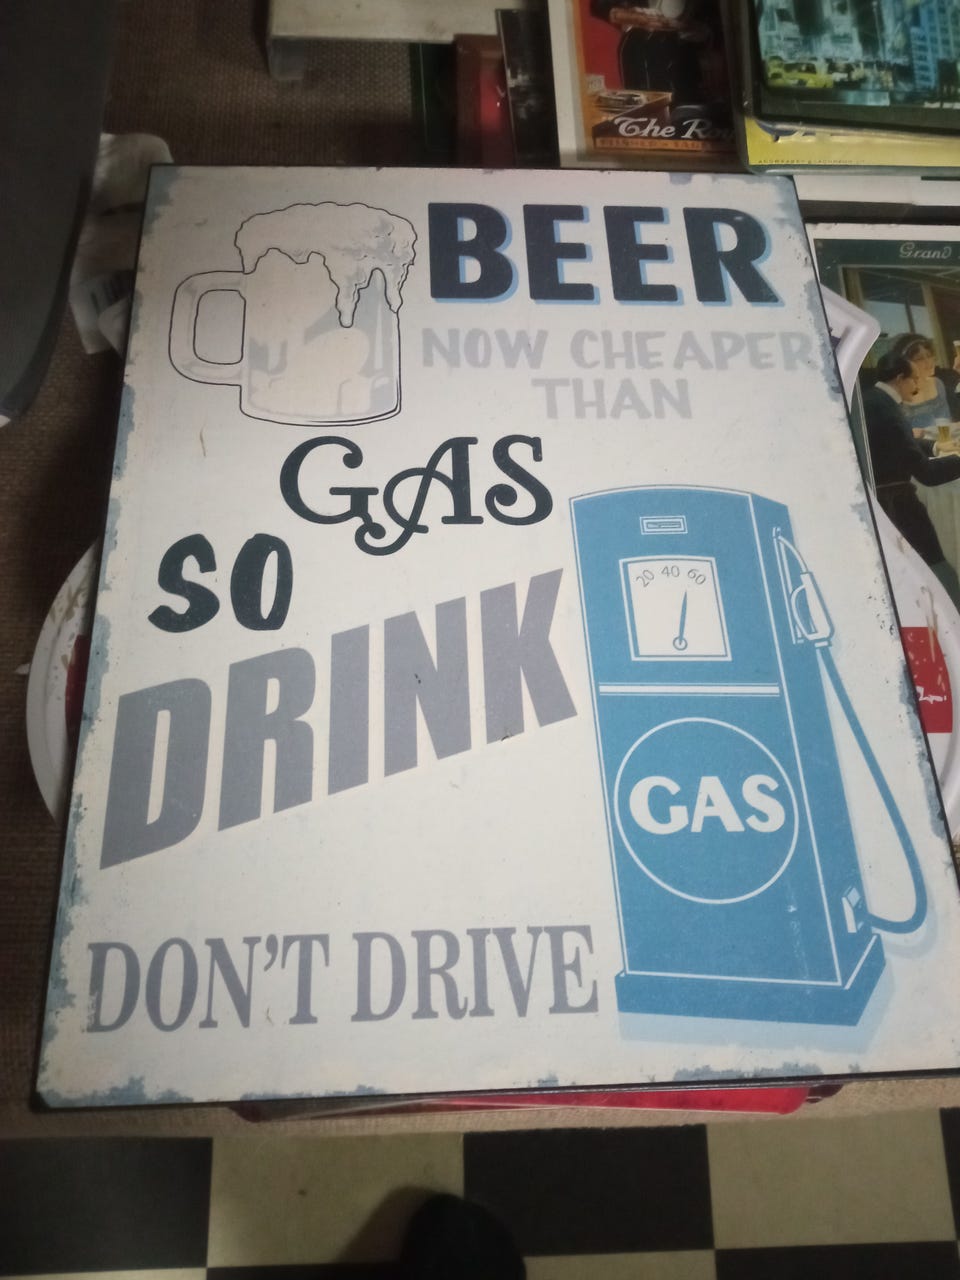 The Ro
Grand
BEER
NOW CHEAPER
THAN
GAS
SO
DRINK
DON'T DRIVE
20 40 60
GAS